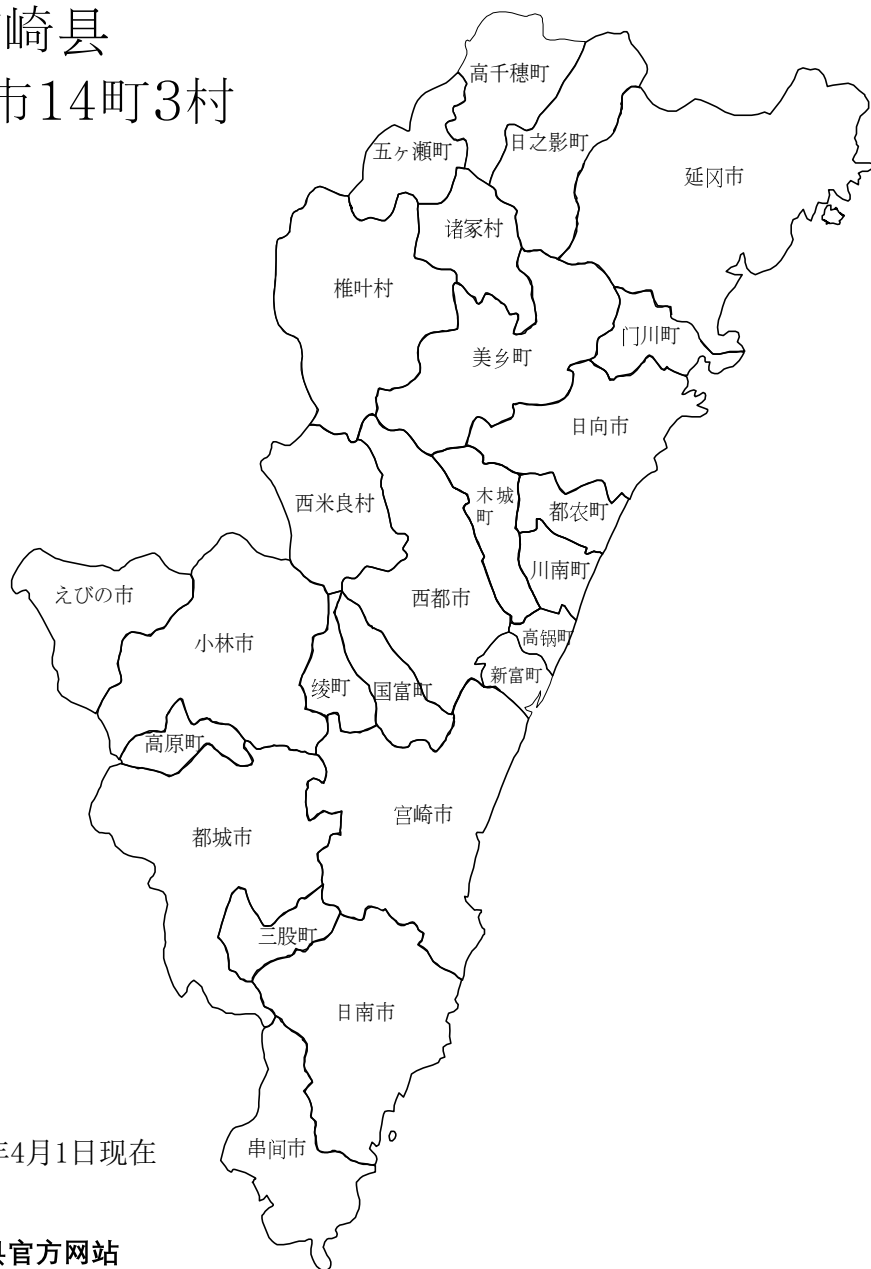 崎县
市14町3村
高千穂町
日之影町
五ヶ瀬町
延冈市
诸冢村
椎叶村
门川町
美乡町
日向市
西米良村
木城
町
都农町
川南町
えびの市
西都市
小林市
高锅町
新富町
绫町
国富町
高原町
宫崎市
都城市
三股町
日南市
串间市
年4月1日现在
县官方网站